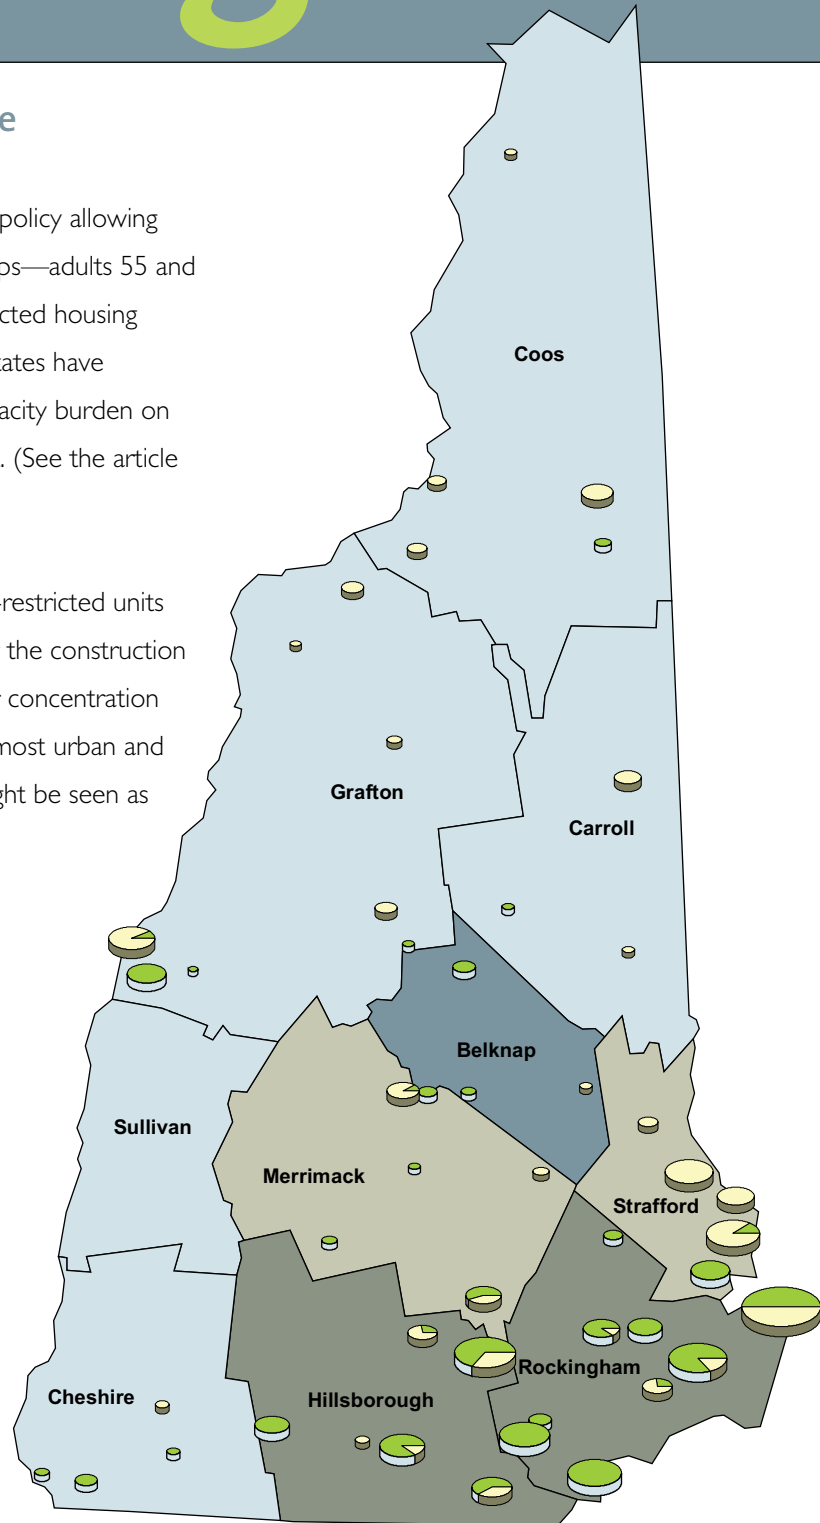 e
policy allowing
ps—adults 55 and
cted housing
tates have
acity burden on
. (See the article
-restricted units
r the construction
r concentration
most urban and
ght be seen as
Coos
Grafton
Carroll
Belknap
Sullivan
Merrimack
Strafford
Rockingham
Cheshire
Hillsborough